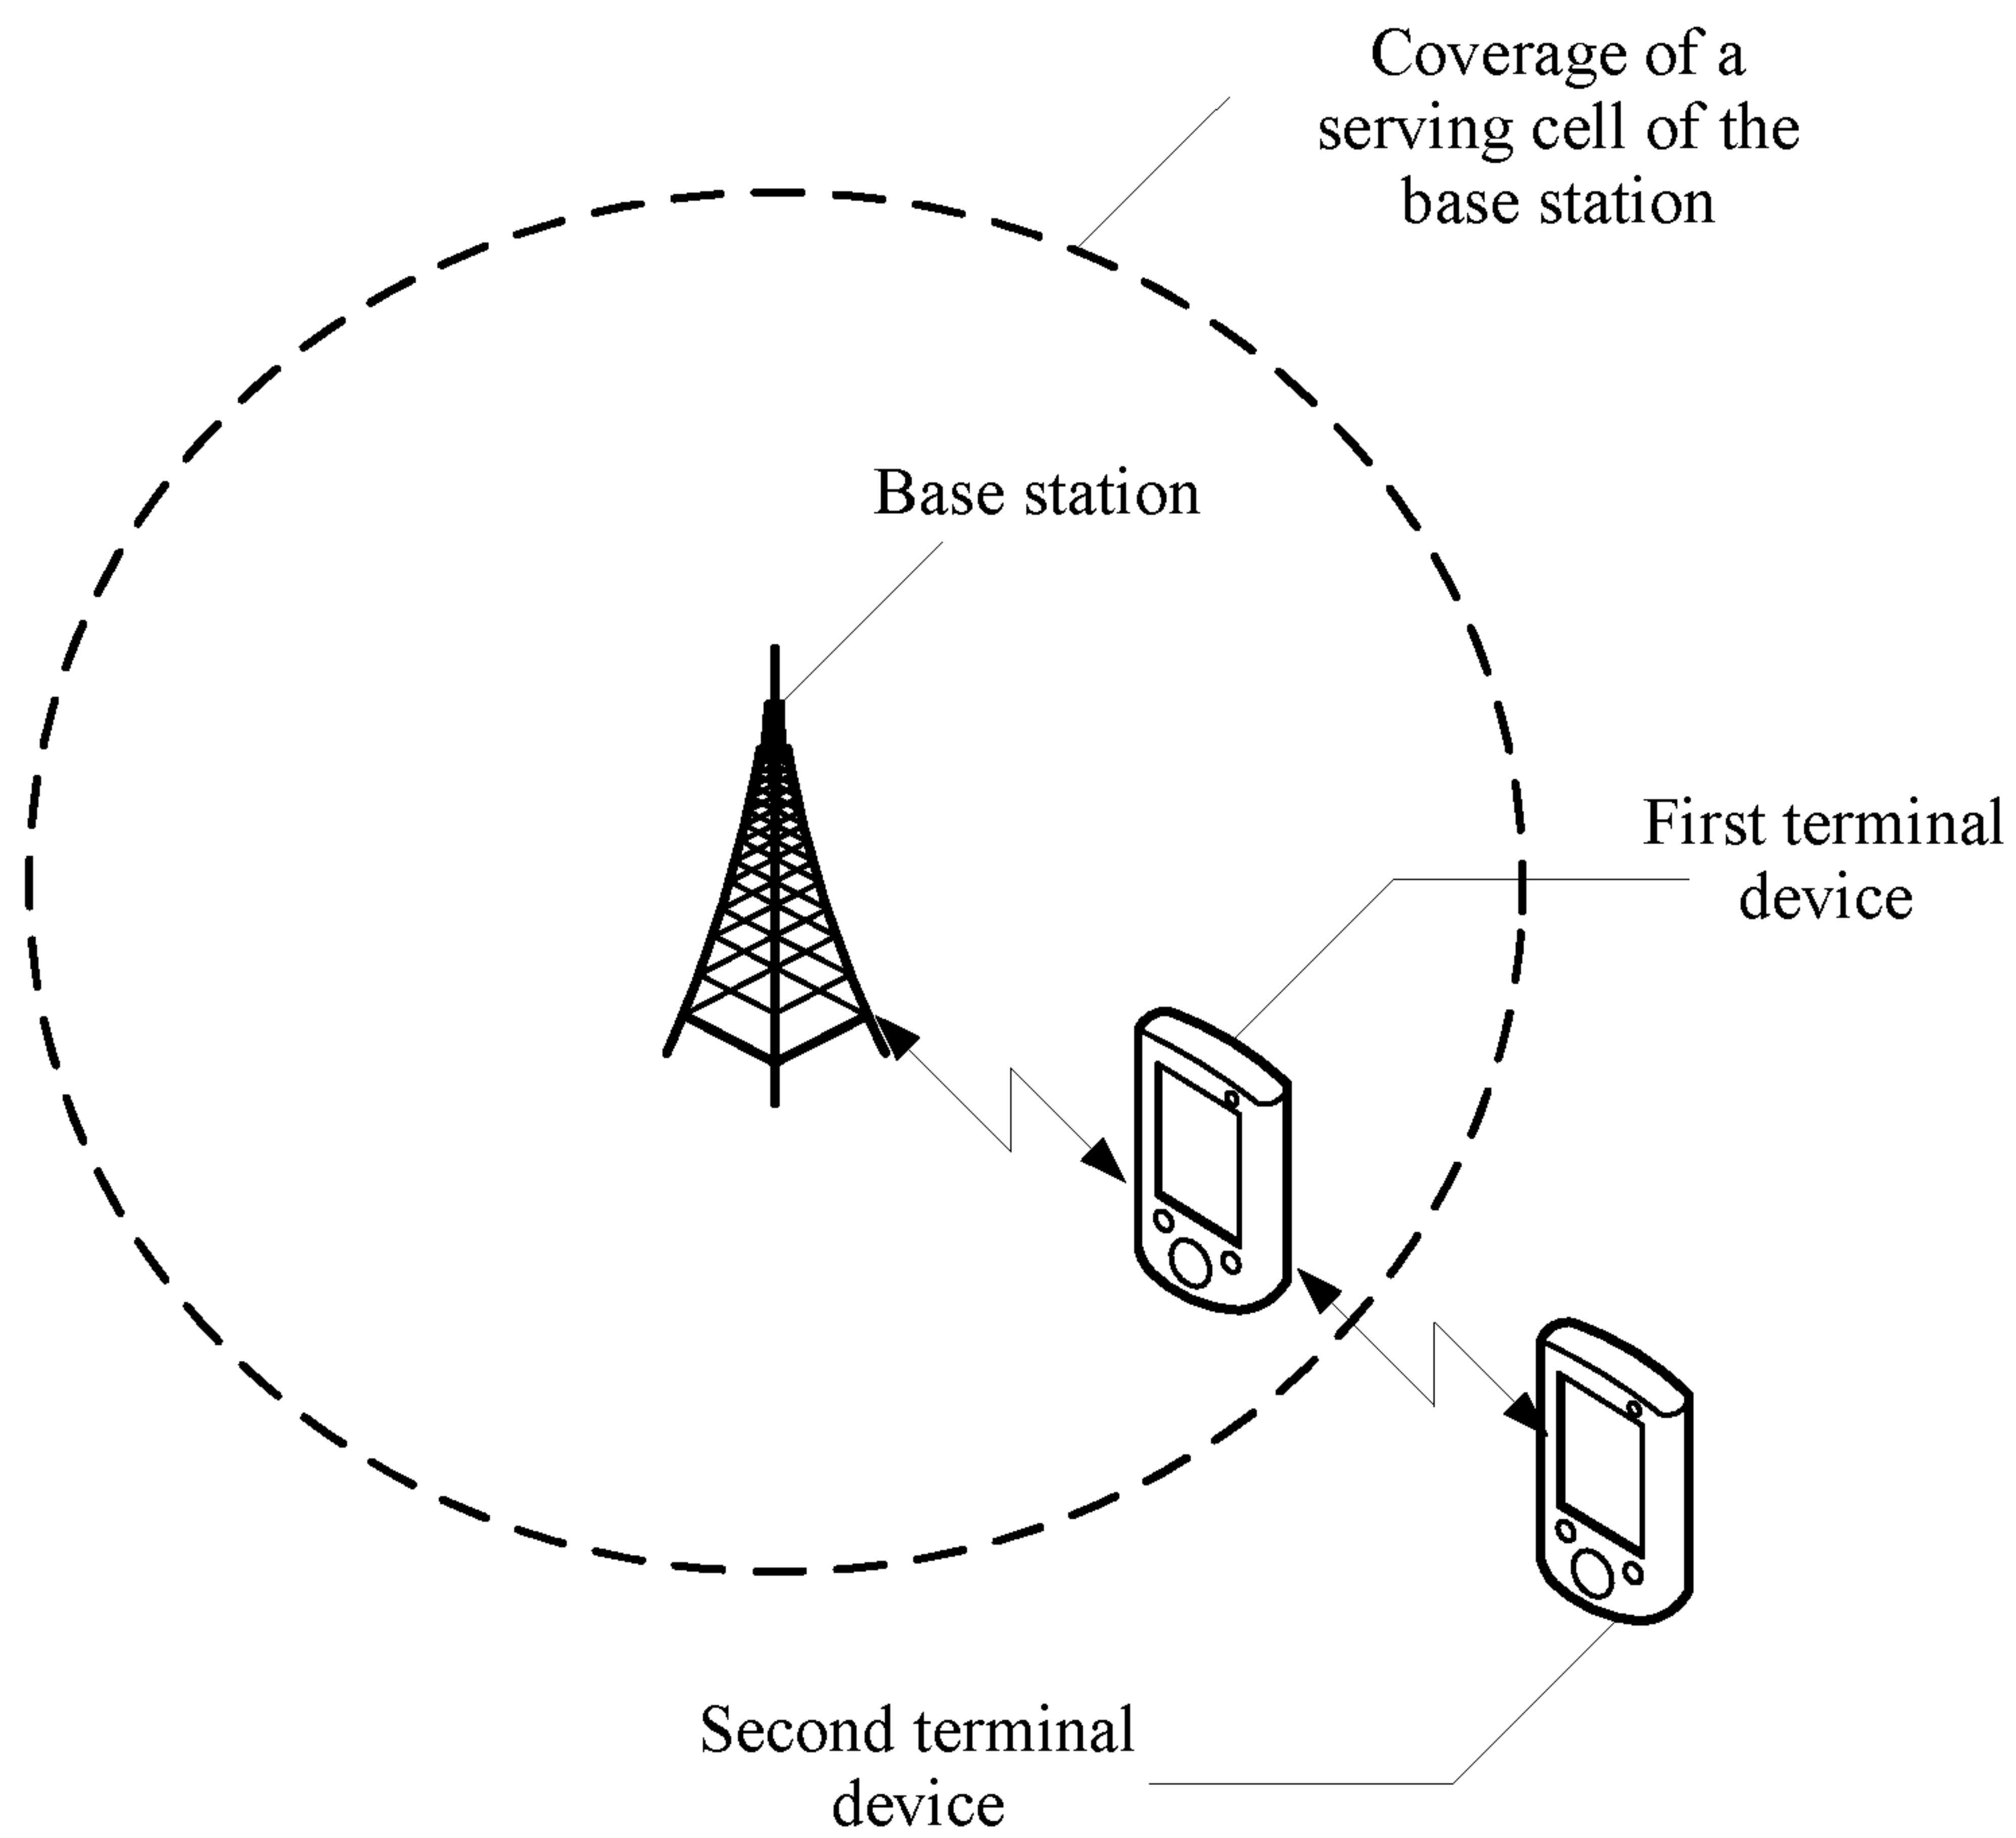 Coverage of a
serving cell of the
base station
Base station
First terminal
device
Second terminal
device